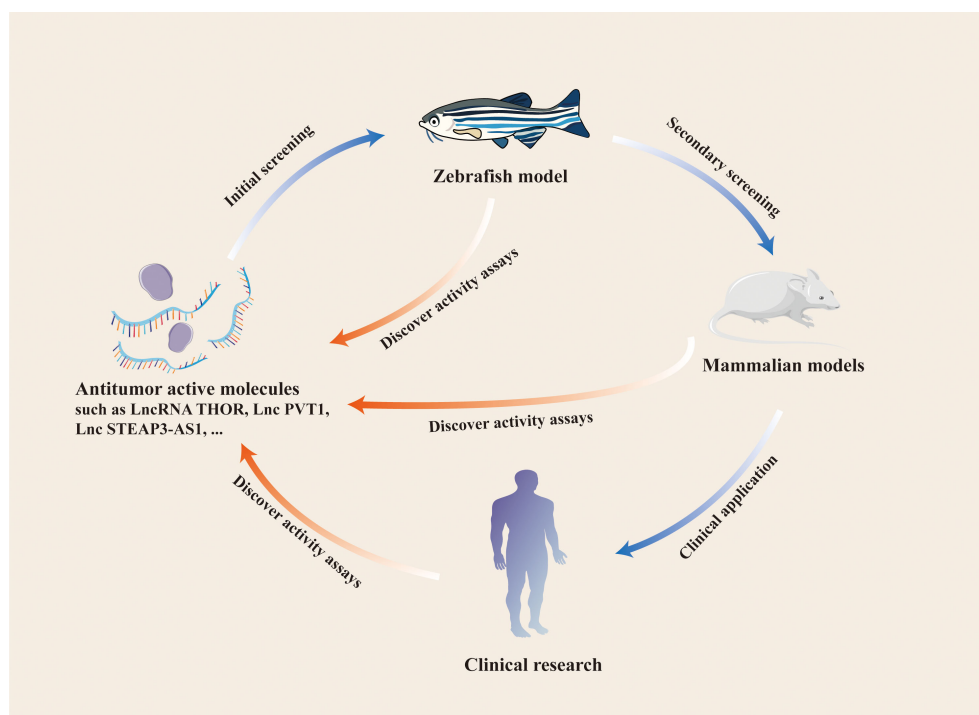 Initial screening
Zebrafish model
Secondary screening
Discover activity assays
Mammalian models
Antitumor active molecules
such as LncRNA THOR, Lnc PVT1,
Lnc STEAP3-AS1, ...
Discover activity assays
Discover activity assays
Clinical application
Clinical research